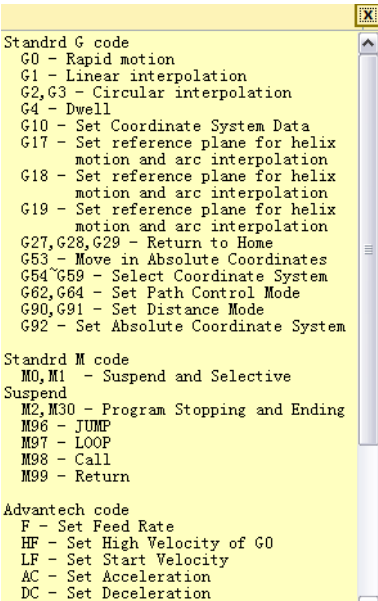 Standrd G code
G0 - Rapid motion
G1 - Linear interpolation
G2,G3 - Circular interpolation
G4 - Dwell
G10 - Set Coordinate System Data
G17 - Set reference plane for helix
motion and arc interpolation
G18 - Set reference plane for helix
motion and arc interpolation
G19 - Set reference plane for helix
motion and arc interpolation
G27,G28,G29 - Return to Home
G53 - Move in Absolute Coordinates
G54~G59 - Select Coordinate System
G62,G64 - Set Path Control Mode
G90,G91 - Set Distance Mode
G92 - Set Absolute Coordinate System
Standrd M code
M0,M1  - Suspend and Selective
Suspend
M2,M30 - Program Stopping and Ending
M96 - JUMP
M97 - LOOP
M98 - Call
M99 - Return
Advantech code
F - Set Feed Rate
HF - Set High Velocity of G0
LF - Set Start Velocity
AC - Set Acceleration
DC - Set Deceleration